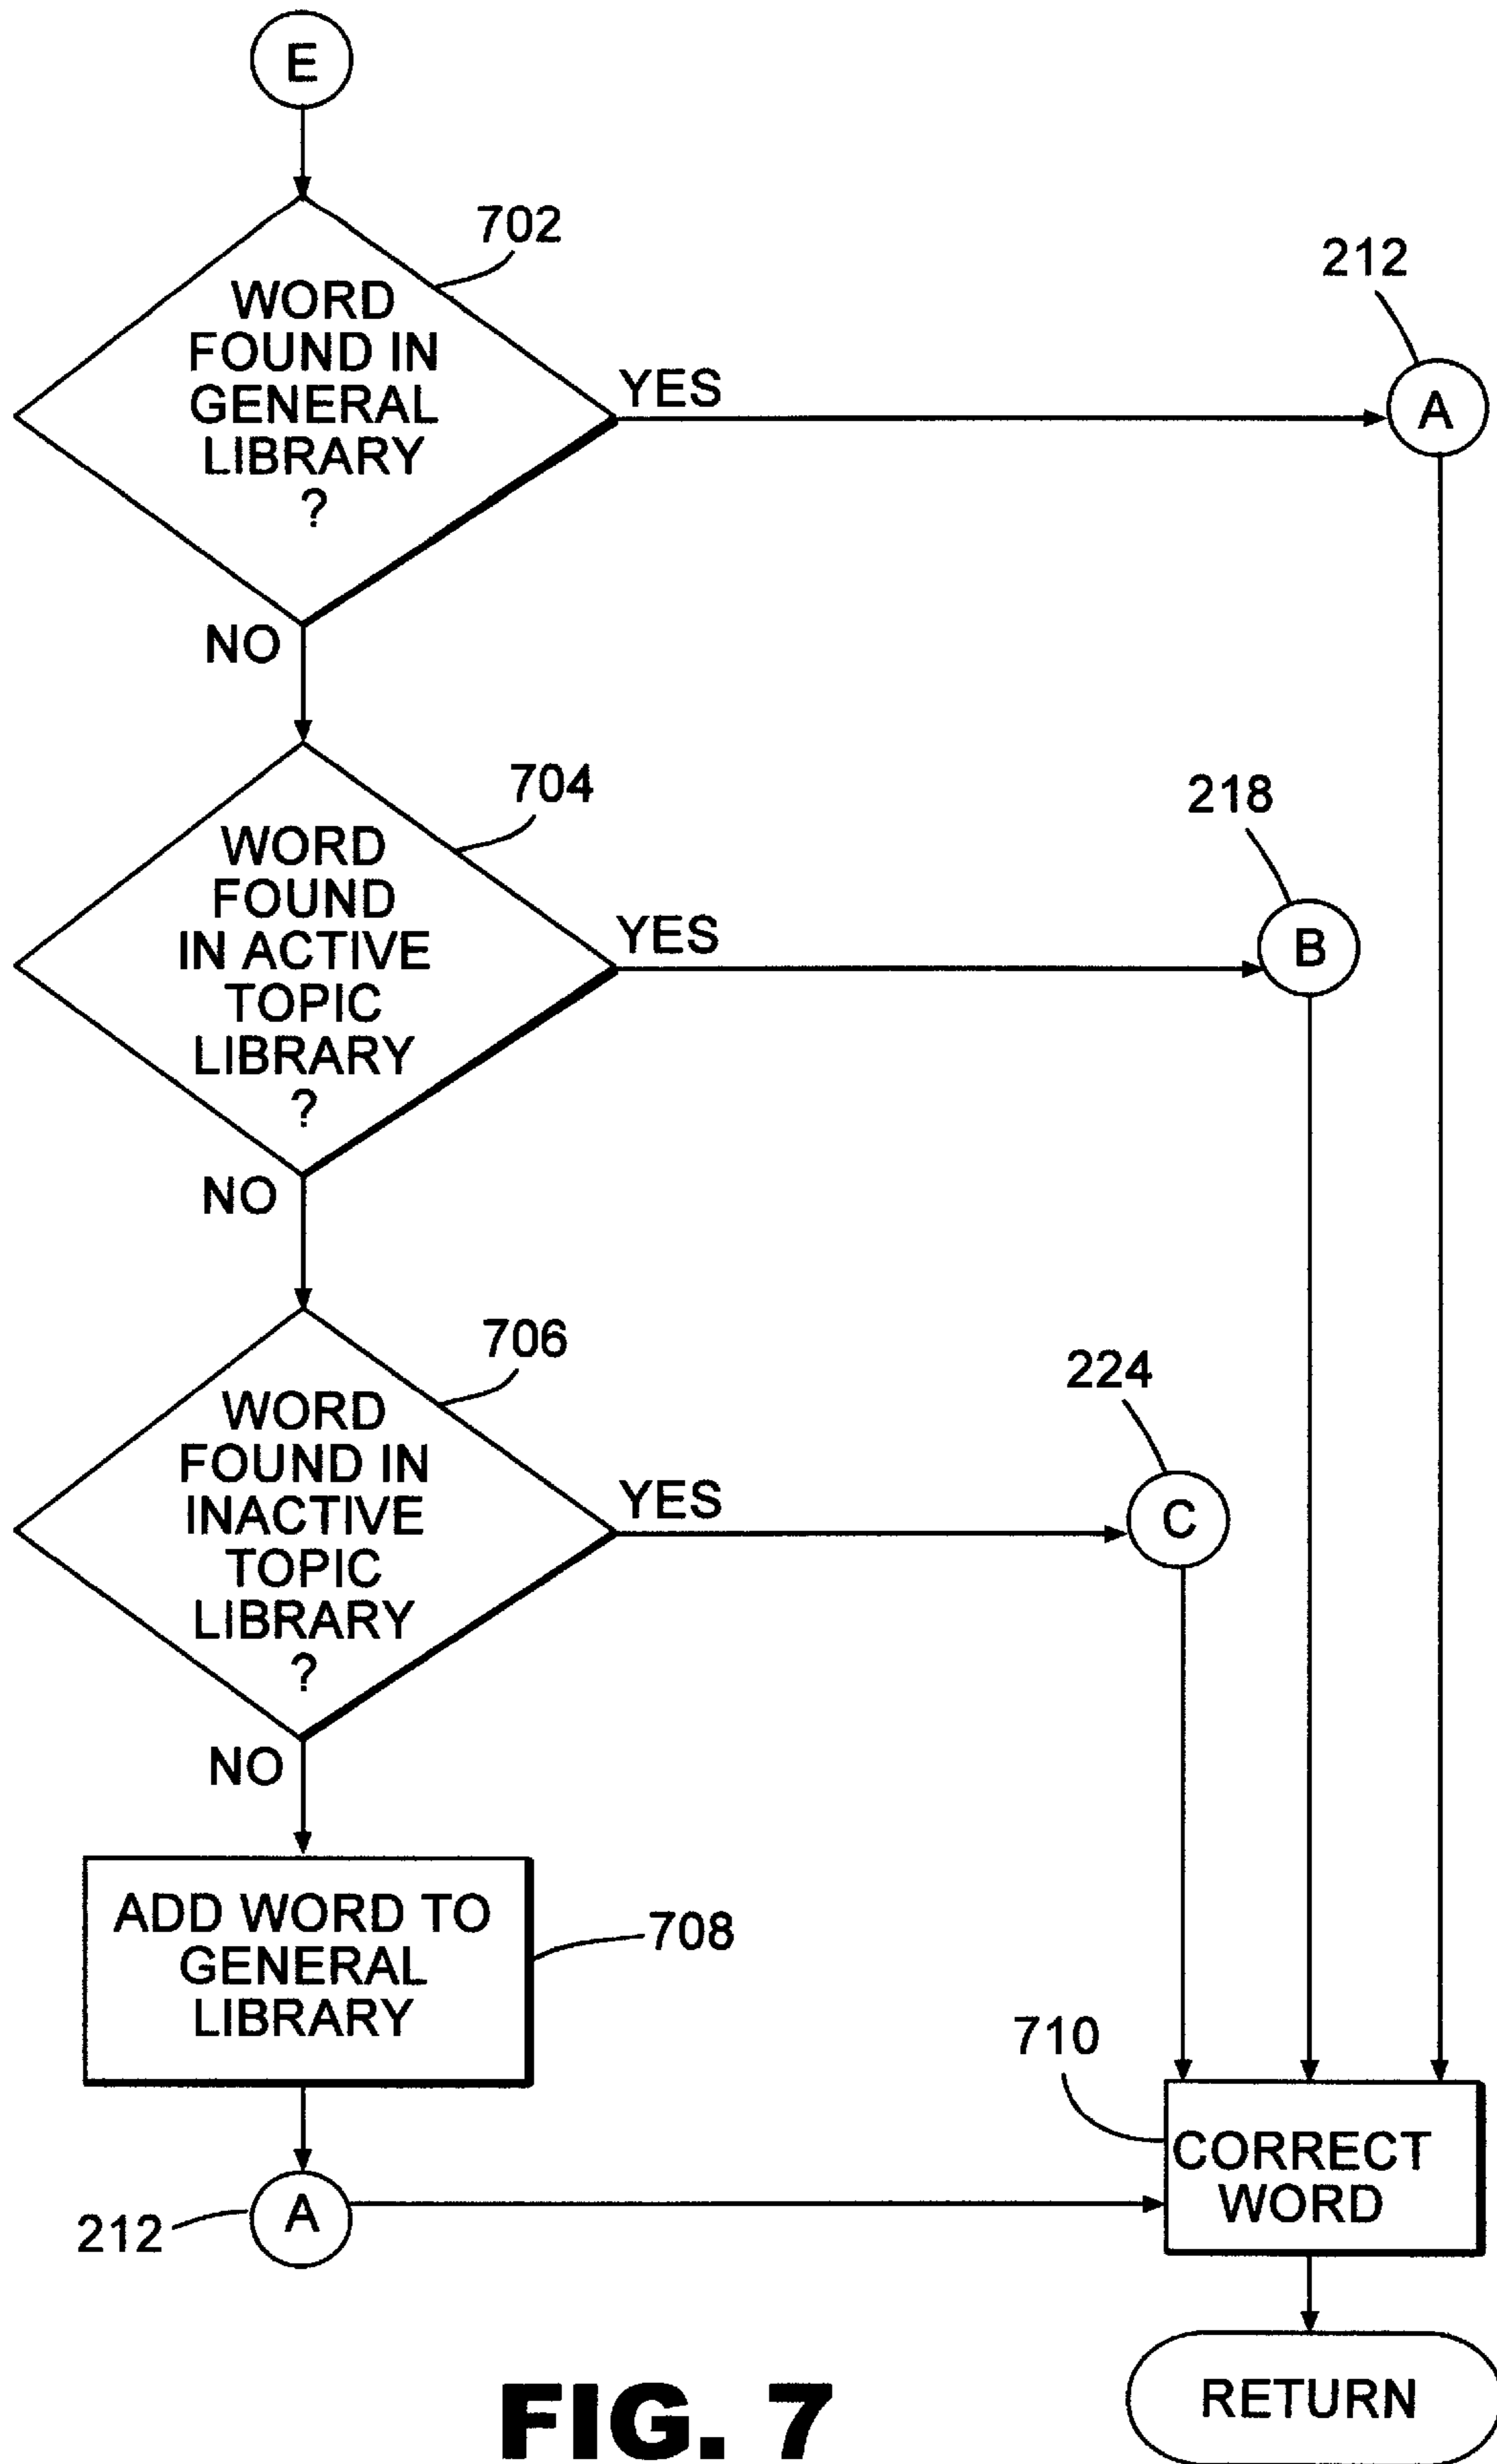 E
702
WORD
FOUND IN
GENERAL
LIBRARY
?
YES
212
A
NO
704
WORD
FOUND
IN ACTIVE
TOPIC
LIBRARY
?
YES
218
B
NO
706
WORD
FOUND IN
INACTIVE
TOPIC
LIBRARY
?
YES
224
C
NO
ADD WORD TO
GENERAL
LIBRARY
708
710
CORRECT
WORD
212
A
RETURN
FIG. 7